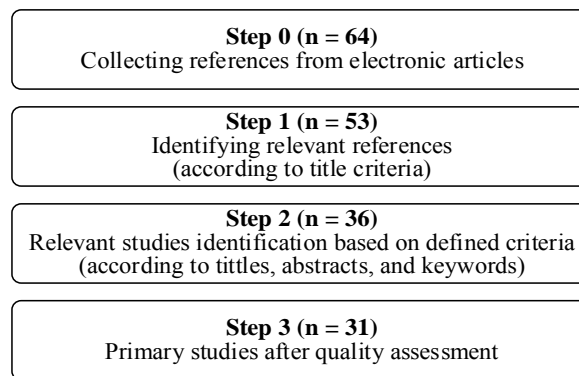 Step 0 (n = 64)
Collecting references from electronic articles
Step 1 (n = 53)
Identifying relevant references
(according to title criteria)
Step 2 (n = 36)
Relevant studies identification based on defined criteria
(according to tittles, abstracts, and keywords)
Step 3 (n = 31)
Primary studies after quality assessment